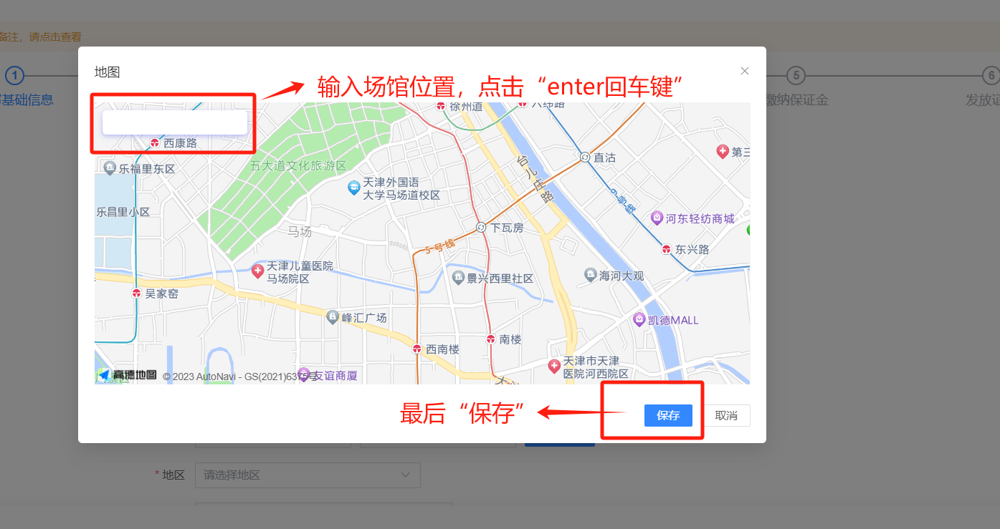 备注，请点击查看
1
基础信息
5
缴纳保证金
6
发放证
地图
输入场馆位置，点击“enter回车键”
徐州道
六纬路
西康路
乐福里东区
五大道文化旅游区
天津外国语
大学马场道校区
台儿庄路
直沽
第三
9号线
乐昌里小区
河东轻纺商城
马场
下瓦房
5号线
东兴路
天津儿童医院
马场院区
景兴西里社区
海河大观
吴家窑
峰汇广场
凯德MALL
西南楼
南楼
天津市天津
医院河西院区
高德地图
© 2023 AutoNavi - GS(2021)6375号
友谊商厦
最后“保存”
保存
取消
* 地区
请选择地区